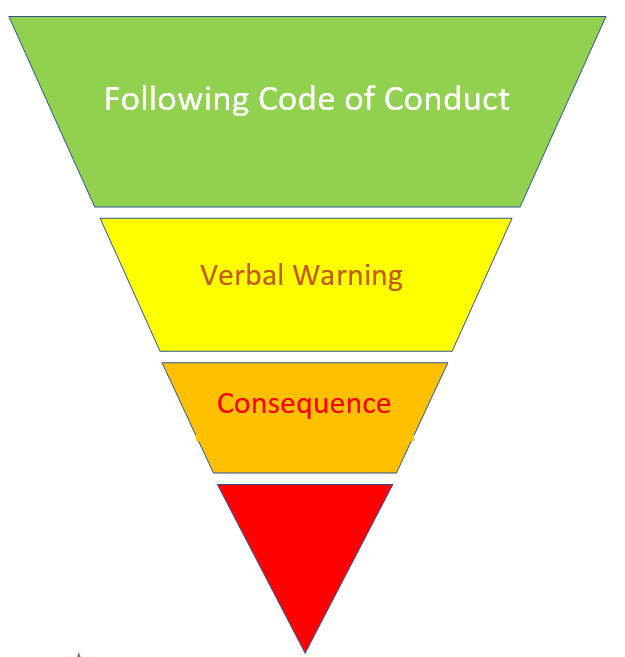 Following Code of Conduct
Verbal Warning
Consequence